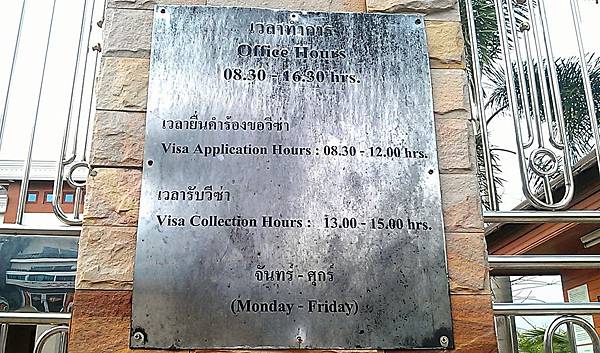 เวลาทำการ
Office Hours
08.30 - 16.30 hrs.
เวลายื่นคำร้องขอวีซ่า
Visa Application Hours : 08.30 - 12.00 hrs.
เวลารับวีซ่า
Visa Collection Hours : 13.00 - 15.00 hrs.
จันทร์ - ศุกร์
(Monday - Friday)